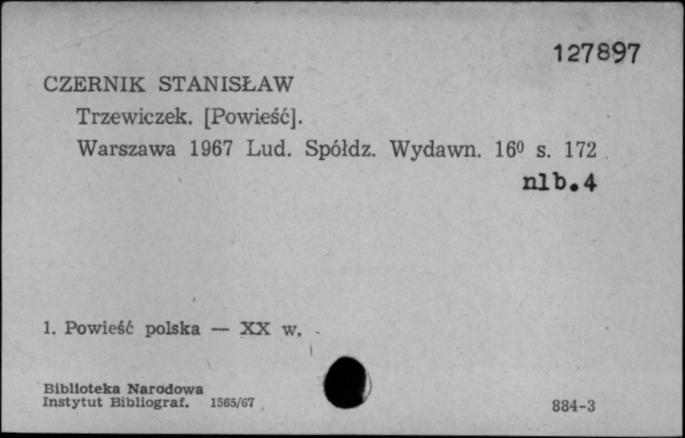 127897
CZERNIK STANISŁAW
Trzewiczek. [Powieść].
Warszawa 1967 Lud. Spółdz. Wydawn. 16⁰ s. 172
nlb.4
1. Powieść polska — XX w.
Biblioteka Narodowa
Instytut Bibliograf. 1565/67
884-3